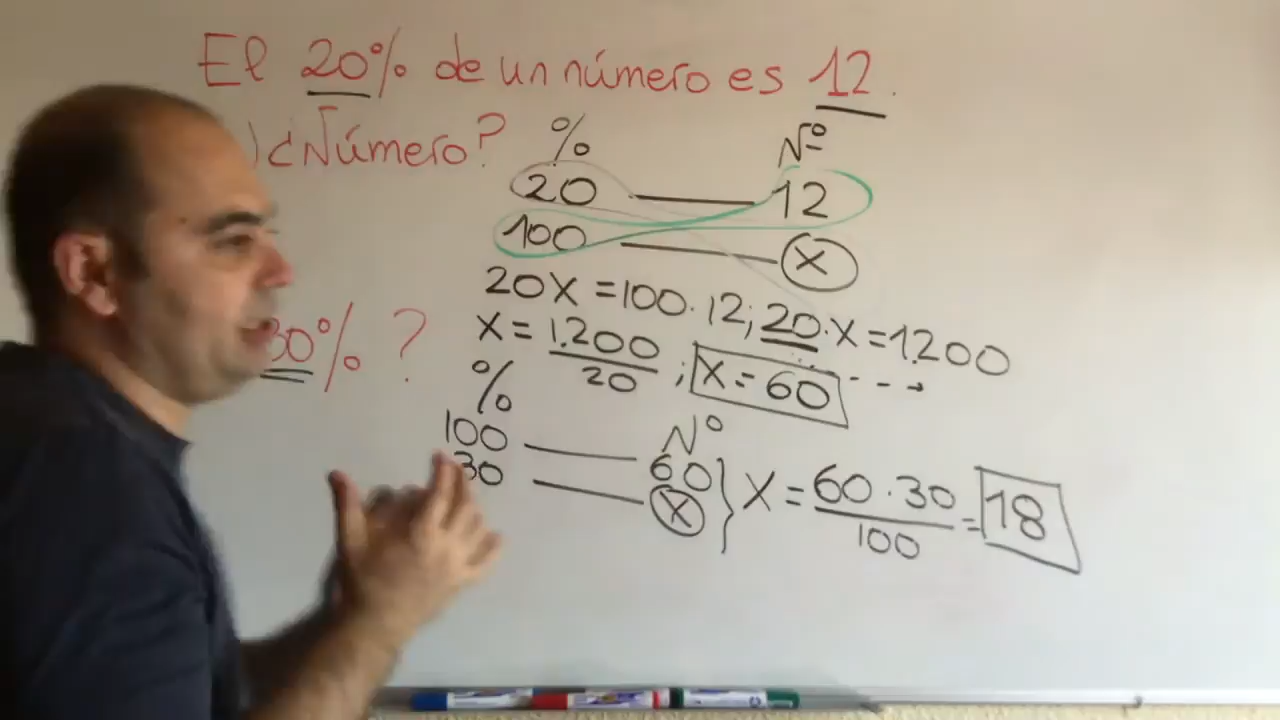 El 20% de un número es 12.
) ¿Número?
% Nº
20 — 12
100 — x
20x = 100·12; 20·x = 1.200
x = 1.200/20 ; x = 60
30% ?
% Nº
100 — 60
30 — x } x = 60·30/100 = 18